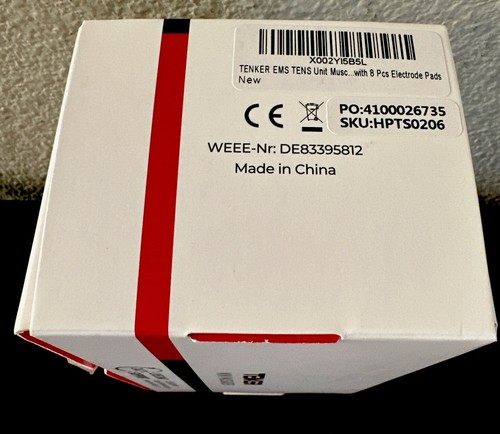 X002YI5B5L
TENKER EMS TENS Unit Musc...with 8 Pcs Electrode Pads
New
CE
PO:4100026735
SKU:HPTS0206
WEEE-Nr: DE83395812
Made in China